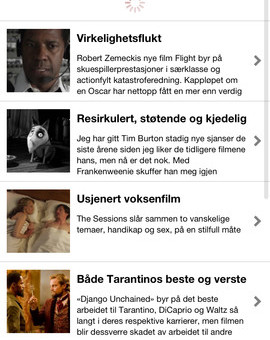 Virkelighetsflukt
Robert Zemeckis nye film Flight byr på
skuespillerprestasjoner i særklasse og
actionfylt katastroferedning. Kappløpet om
en Oscar har nettopp fått en mer enn verdig
Resirkulert, støtende og kjedelig
Jeg har gitt Tim Burton stadig nye sjanser de
siste årene siden jeg liker de tidligere filmene
hans, men nå er det nok. Med
Frankenweenie skuffer han meg igjen
Usjenert voksenfilm
The Sessions slår sammen to vanskelige
temaer, handikap og sex, på en stilfull måte
Både Tarantinos beste og verste
«Django Unchained» byr på det beste
arbeidet til Tarantino, DiCaprio og Waltz så
langt i deres respektive karrierer, men filmen
blir dessverre skadet av arbeidet til andre